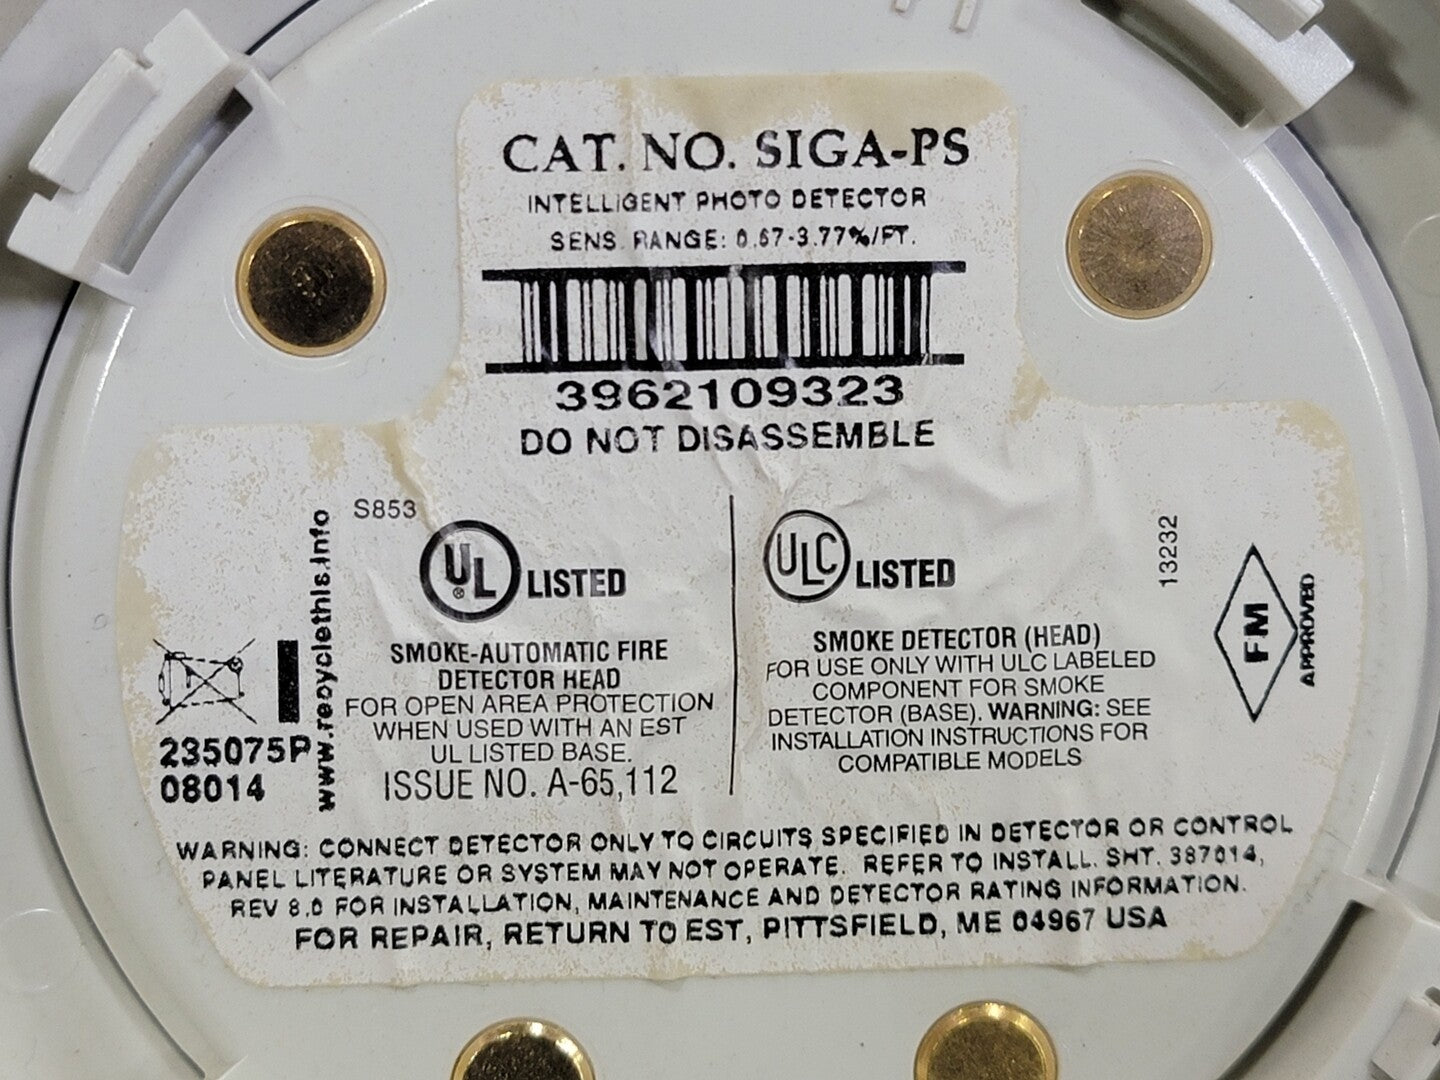 CAT. NO. SIGA-PS
INTELLIGENT PHOTO DETECTOR
SENS. RANGE: 0.67-3.77%/FT.
3962109323
DO NOT DISASSEMBLE
S853
UL
®
LISTED
SMOKE-AUTOMATIC FIRE
DETECTOR HEAD
FOR OPEN AREA PROTECTION
WHEN USED WITH AN EST
UL LISTED BASE.
ISSUE NO. A-65,112
www.recyclethis.info
235075P
08014
ULC
LISTED
SMOKE DETECTOR (HEAD)
FOR USE ONLY WITH ULC LABELED
COMPONENT FOR SMOKE
DETECTOR (BASE). WARNING: SEE
INSTALLATION INSTRUCTIONS FOR
COMPATIBLE MODELS
13232
FM
APPROVED
WARNING: CONNECT DETECTOR ONLY TO CIRCUITS SPECIFIED IN DETECTOR OR CONTROL
PANEL LITERATURE OR SYSTEM MAY NOT OPERATE. REFER TO INSTALL. SHT. 387014,
REV 8.0 FOR INSTALLATION, MAINTENANCE AND DETECTOR RATING INFORMATION.
FOR REPAIR, RETURN TO EST, PITTSFIELD, ME 04967 USA